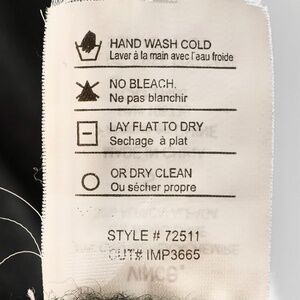 HAND WASH COLD
Laver à la main avec l'eau froide
NO BLEACH.
Ne pas blanchir
LAY FLAT TO DRY
Sechage à plat
OR DRY CLEAN
Ou sécher propre
STYLE # 72511
CUT# IMP3665